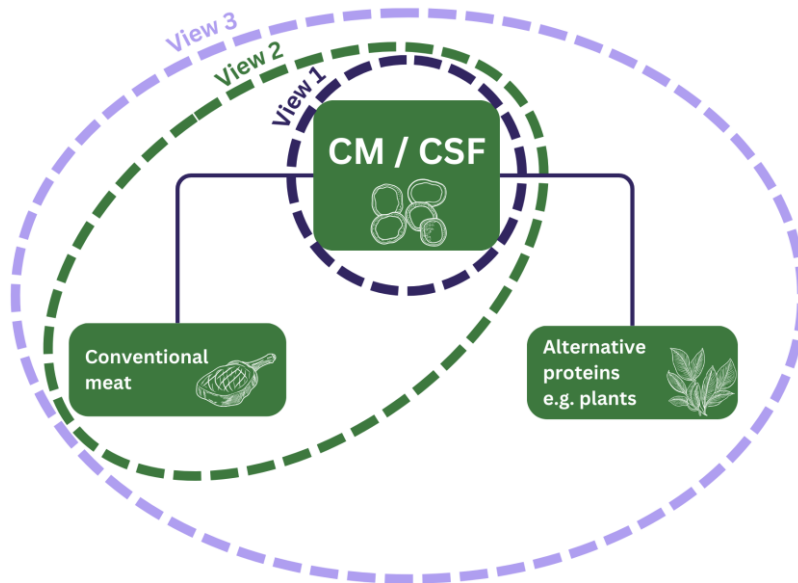 View 3
View 2
View 1
CM / CSF
Conventional
meat
Alternative
proteins
e.g. plants